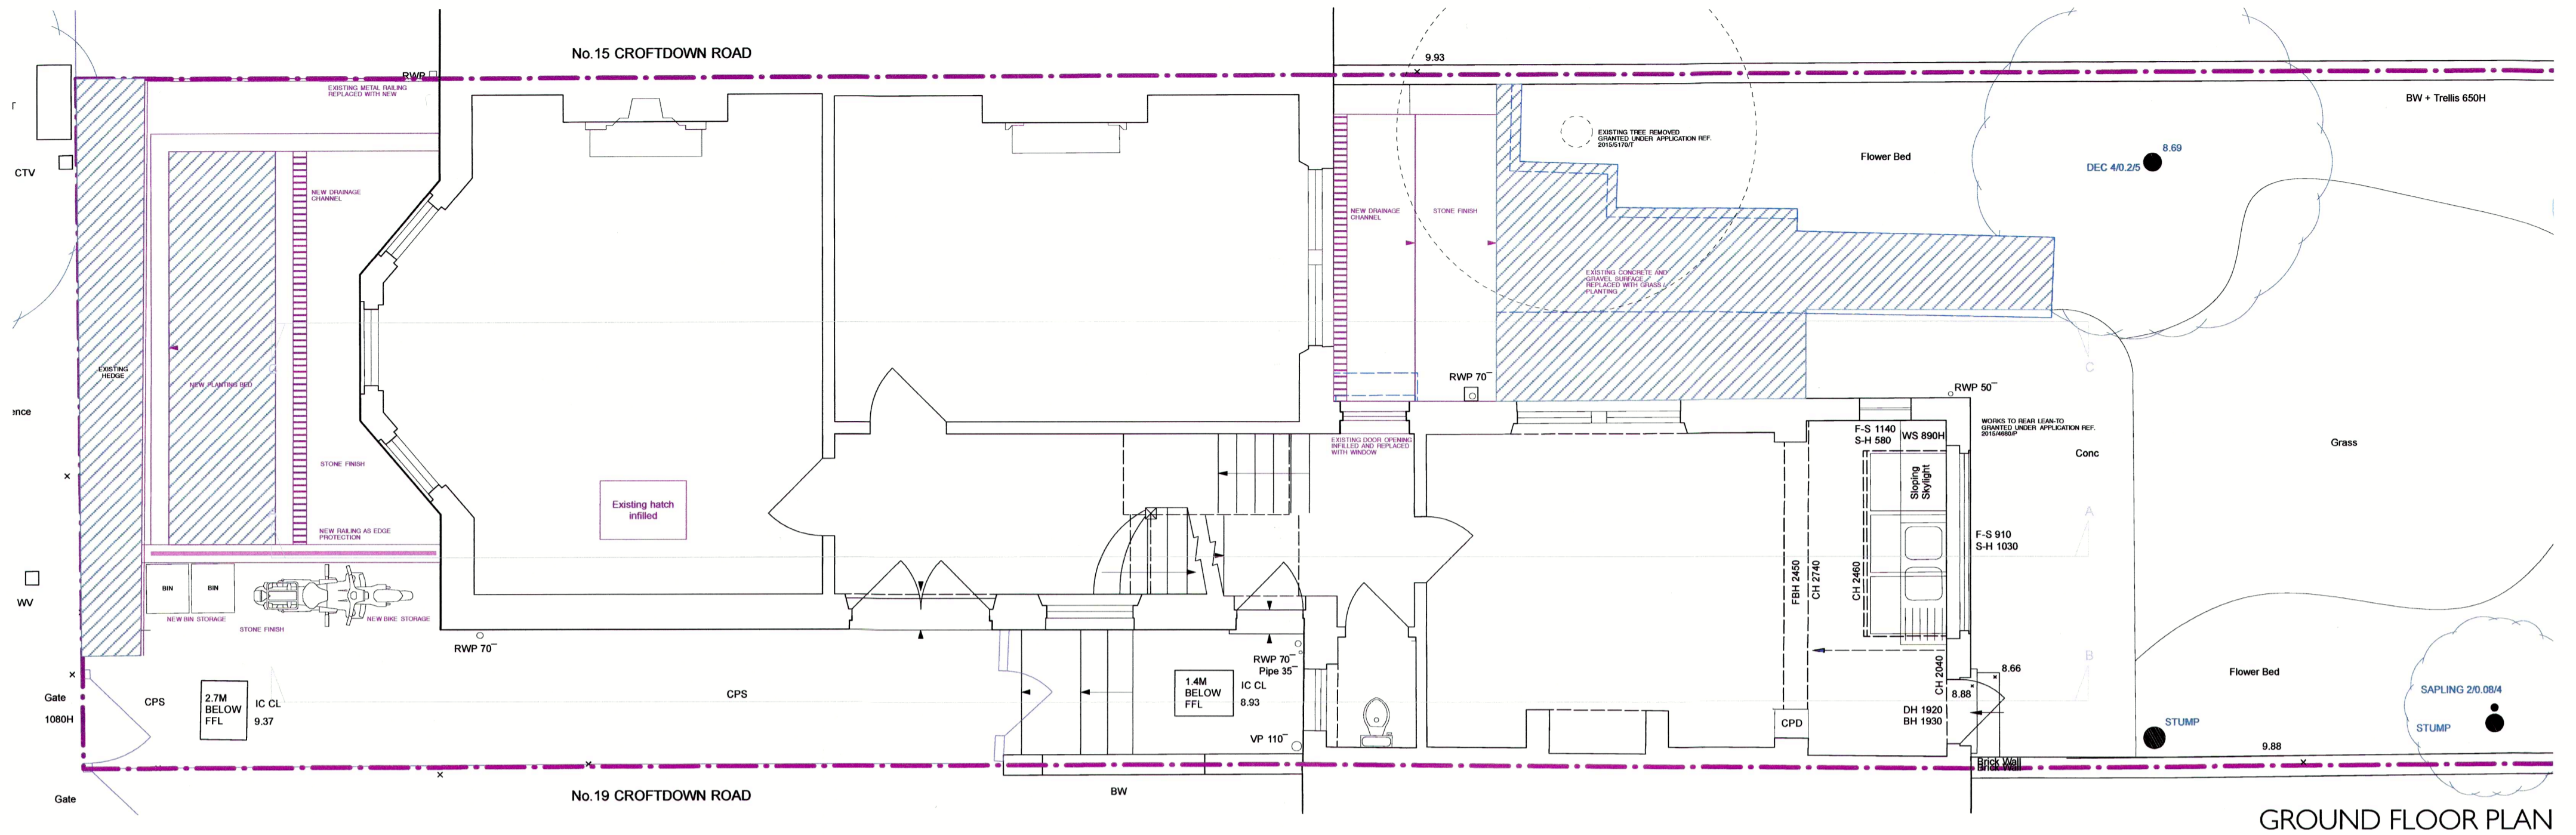 No.15 CROFTDOWN ROAD
9.93
RWP
EXISTING METAL RAILING
REPLACED WITH NEW
BW + Trellis 650H
EXISTING TREE REMOVED
GRANTED UNDER APPLICATION REF.
2015/5170/T
Flower Bed
8.69
DEC 4/0.2/5
CTV
NEW DRAINAGE
CHANNEL
NEW DRAINAGE
CHANNEL
STONE FINISH
EXISTING CONCRETE AND
GRAVEL SURFACE
REPLACED WITH GRASS /
PLANTING
EXISTING
HEDGE
NEW PLANTING BED
C
RWP 70
RWP 50
WORKS TO REAR LEAN-TO
GRANTED UNDER APPLICATION REF.
2015/4680/P
Conc
Grass
F-S 1140
S-H 580
WS 890H
EXISTING DOOR OPENING
INFILLED AND REPLACED
WITH WINDOW
STONE FINISH
Sloping
Skylight
Existing hatch
infilled
A
NEW RAILING AS EDGE
PROTECTION
F-S 910
S-H 1030
FBH 2450
CH 2740
CH 2460
BIN
BIN
WV
NEW BIN STORAGE
STONE FINISH
NEW BIKE STORAGE
RWP 70
RWP 70
Pipe 35
B
CH 2040
8.66
8.88
Flower Bed
SAPLING 2/0.08/4
STUMP
STUMP
Gate
1080H
CPS
2.7M
BELOW
FFL
IC CL
9.37
CPS
1.4M
BELOW
FFL
IC CL
8.93
VP 110
CPD
DH 1920
BH 1930
9.88
Brick Wall
Brick Wall
Gate
No.19 CROFTDOWN ROAD
BW
GROUND FLOOR PLAN